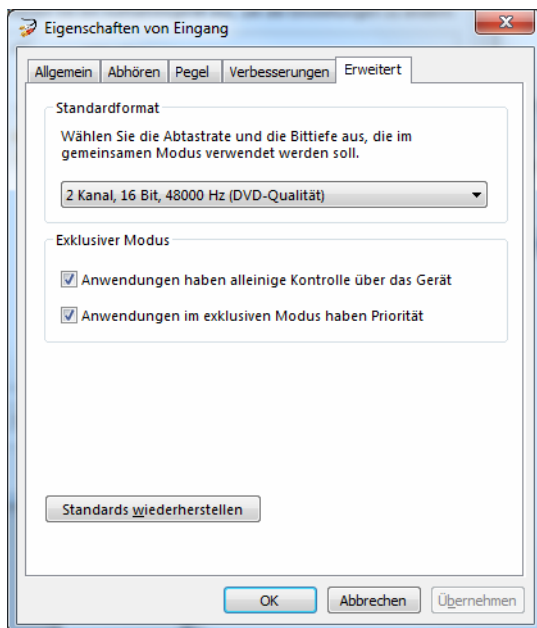 Eigenschaften von Eingang
Allgemein Abhören Pegel Verbesserungen Erweitert
Standardformat
Wählen Sie die Abtastrate und die Bittiefe aus, die im
gemeinsamen Modus verwendet werden soll.
2 Kanal, 16 Bit, 48000 Hz (DVD-Qualität)
Exklusiver Modus
Anwendungen haben alleinige Kontrolle über das Gerät
Anwendungen im exklusiven Modus haben Priorität
Standards wiederherstellen
OK Abbrechen Übernehmen